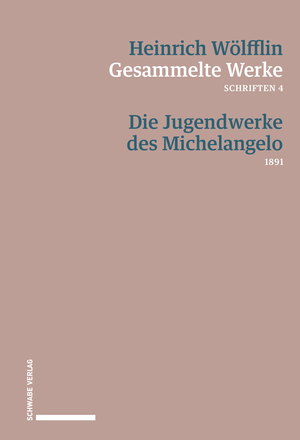 Heinrich Wölfflin
Gesammelte Werke
SCHRIFTEN 4
Die Jugendwerke
des Michelangelo
1891
SCHWABE VERLAG